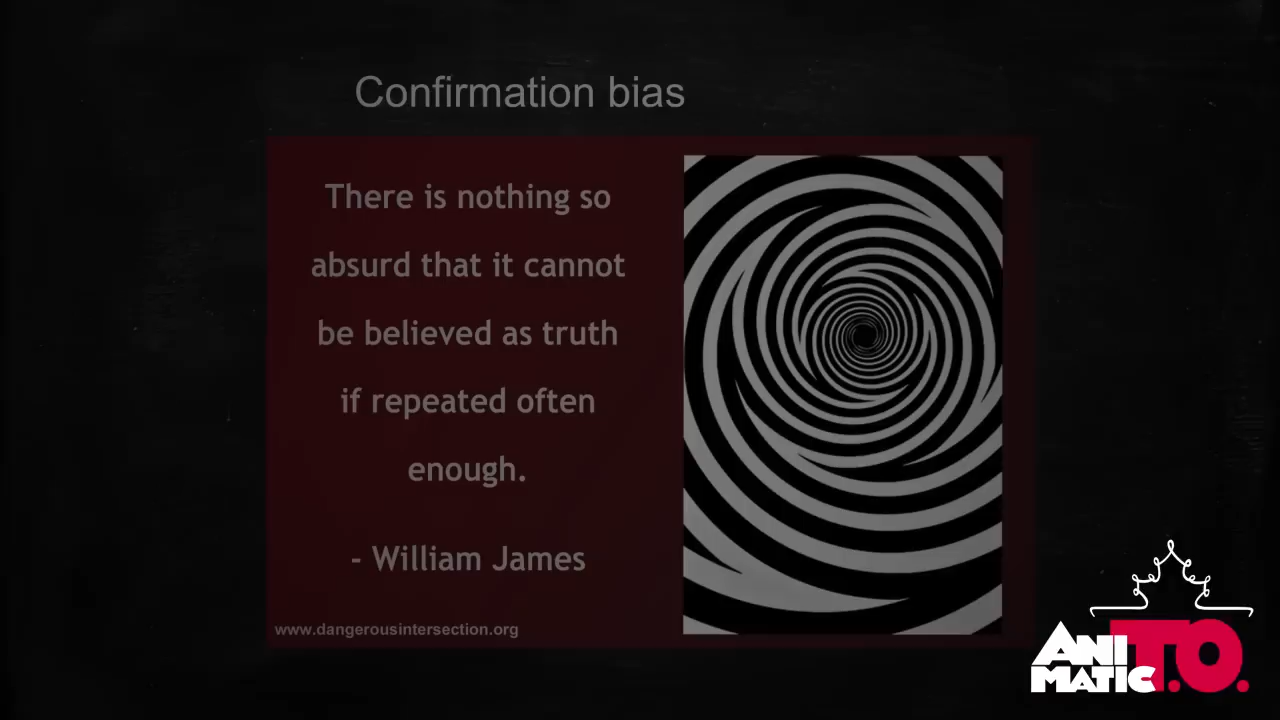 Confirmation bias
There is nothing so
absurd that it cannot
be believed as truth
if repeated often
enough.
- William James
www.dangerousintersection.org
ANI
MATIC T.O.